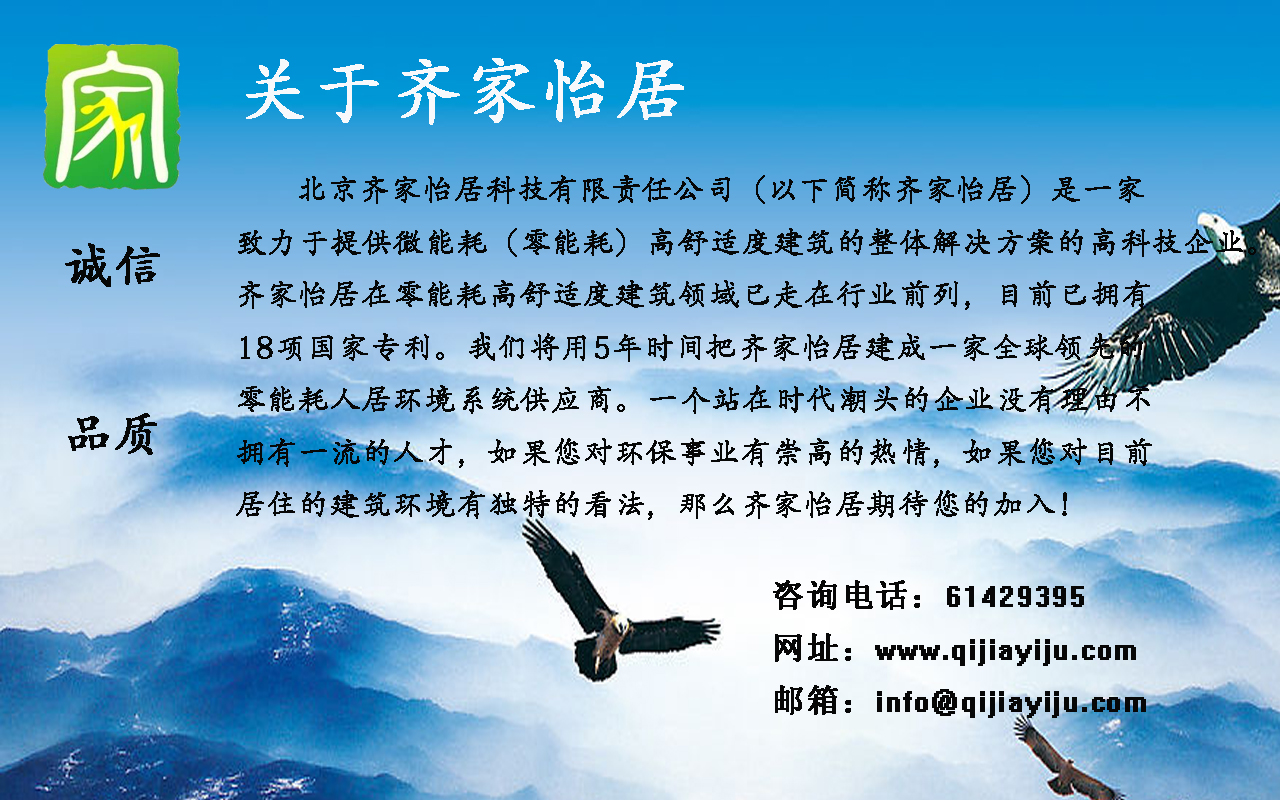 家
关于齐家怡居
北京齐家怡居科技有限责任公司（以下简称齐家怡居）是一家
致力于提供微能耗（零能耗）高舒适度建筑的整体解决方案的高科技企业。
齐家怡居在零能耗高舒适度建筑领域已走在行业前列，目前已拥有
18项国家专利。我们将用5年时间把齐家怡居建成一家全球领先的
零能耗人居环境系统供应商。一个站在时代潮头的企业没有理由不
拥有一流的人才，如果您对环保事业有崇高的热情，如果您对目前
居住的建筑环境有独特的看法，那么齐家怡居期待您的加入！
诚信
品质
咨询电话：61429395
网址：www.qijiayiju.com
邮箱：info@qijiayiju.com